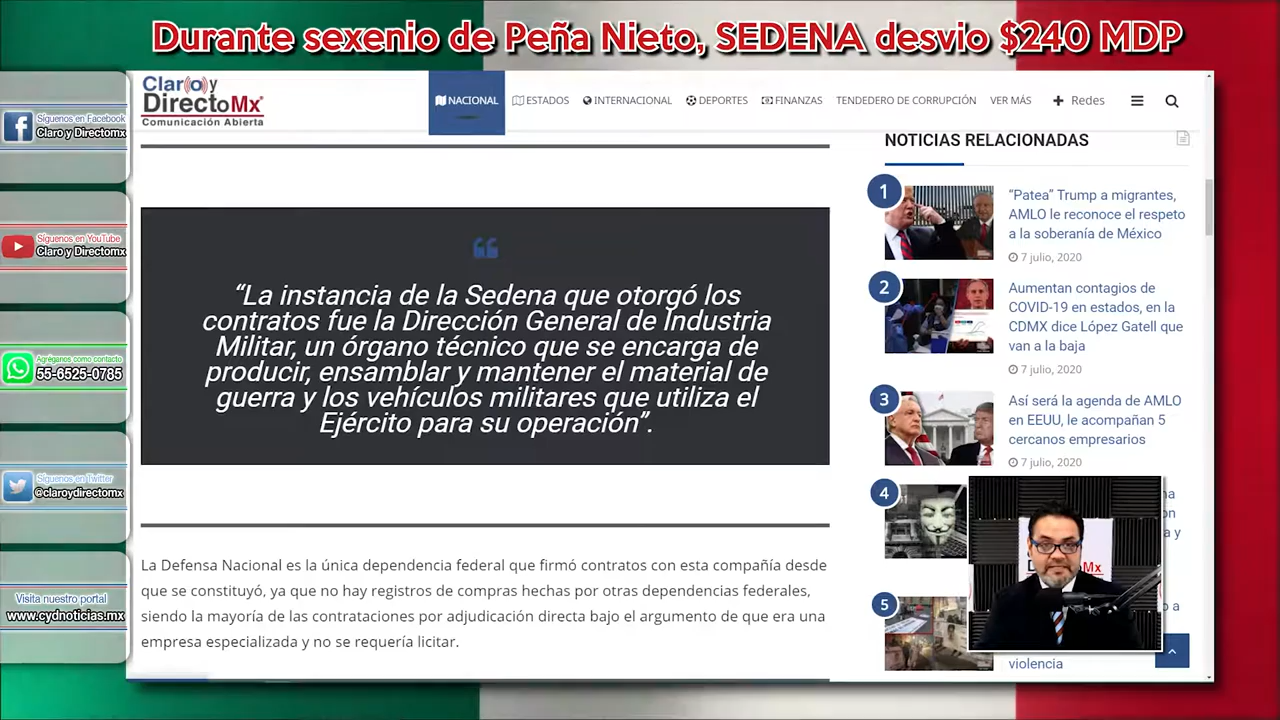 Durante sexenio de Peña Nieto, SEDENA desvio $240 MDP
Claro y
DirectoMx
Comunicación Abierta
NACIONAL
ESTADOS
INTERNACIONAL
DEPORTES
FINANZAS
TENDEDERO DE CORRUPCIÓN
VER MÁS
Redes
Síguenos en Facebook
Claro y Directomx
Síguenos en YouTube
Claro y Directomx
Agréganos como contacto
55-6525-0785
Síguenos en Twitter
@claroydirectomx
Visita nuestro portal
www.cydnoticias.mx
“La instancia de la Sedena que otorgó los
contratos fue la Dirección General de Industria
Militar, un órgano técnico que se encarga de
producir, ensamblar y mantener el material de
guerra y los vehículos militares que utiliza el
Ejército para su operación”.
La Defensa Nacional es la única dependencia federal que firmó contratos con esta compañía desde
que se constituyó, ya que no hay registros de compras hechas por otras dependencias federales,
siendo la mayoría de las contrataciones por adjudicación directa bajo el argumento de que era una
empresa especializada y no se requería licitar.
NOTICIAS RELACIONADAS
1
“Patea” Trump a migrantes,
AMLO le reconoce el respeto
a la soberanía de México
7 julio, 2020
2
Aumentan contagios de
COVID-19 en estados, en la
CDMX dice López Gatell que
van a la baja
7 julio, 2020
3
Así será la agenda de AMLO
en EEUU, le acompañan 5
cercanos empresarios
7 julio, 2020
4
na
on
a y
5
o a
violencia
Mx